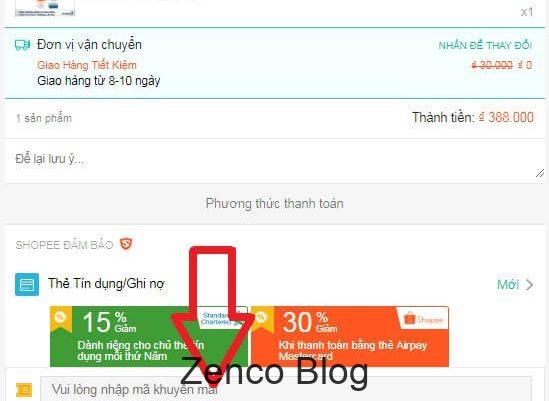 x1
Đơn vị vận chuyển
NHẤN ĐỂ THAY ĐỔI
Giao Hàng Tiết Kiệm
₫ 30.000 ₫ 0
Giao hàng từ 8-10 ngày
1 sản phẩm
Thành tiền: ₫ 388.000
Để lại lưu ý...
Phương thức thanh toán
SHOPEE ĐẢM BẢO
Thẻ Tín dụng/Ghi nợ
Mới
15 % Giảm
Standard Chartered
Dành riêng cho chủ thẻ tín
dụng mỗi thứ Năm
30 % Giảm
Shopee
Khi thanh toán bằng thẻ Airpay
Mastercard
Zenco Blog
Vui lòng nhập mã khuyến mãi